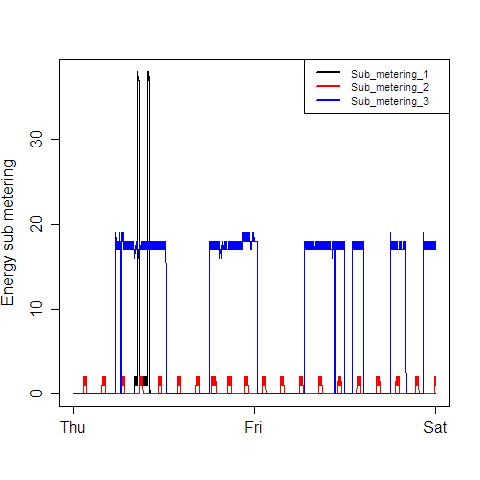 Sub_metering_1
Sub_metering_2
Sub_metering_3
Energy sub metering
30
20
10
0
Thu
Fri
Sat